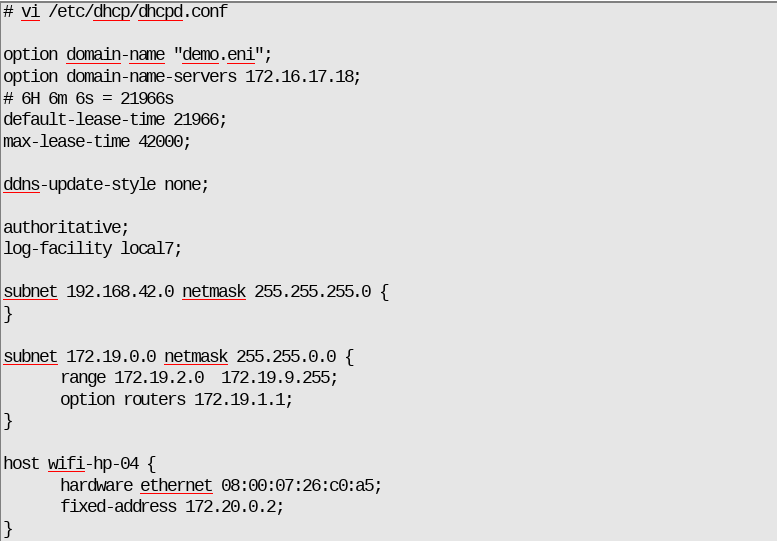 # vi /etc/dhcp/dhcpd.conf
option domain-name "demo.eni";
option domain-name-servers 172.16.17.18;
# 6H 6m 6s = 21966s
default-lease-time 21966;
max-lease-time 42000;
ddns-update-style none;
authoritative;
log-facility local7;
subnet 192.168.42.0 netmask 255.255.255.0 {
}
subnet 172.19.0.0 netmask 255.255.0.0 {
range 172.19.2.0  172.19.9.255;
option routers 172.19.1.1;
}
host wifi-hp-04 {
hardware ethernet 08:00:07:26:c0:a5;
fixed-address 172.20.0.2;
}